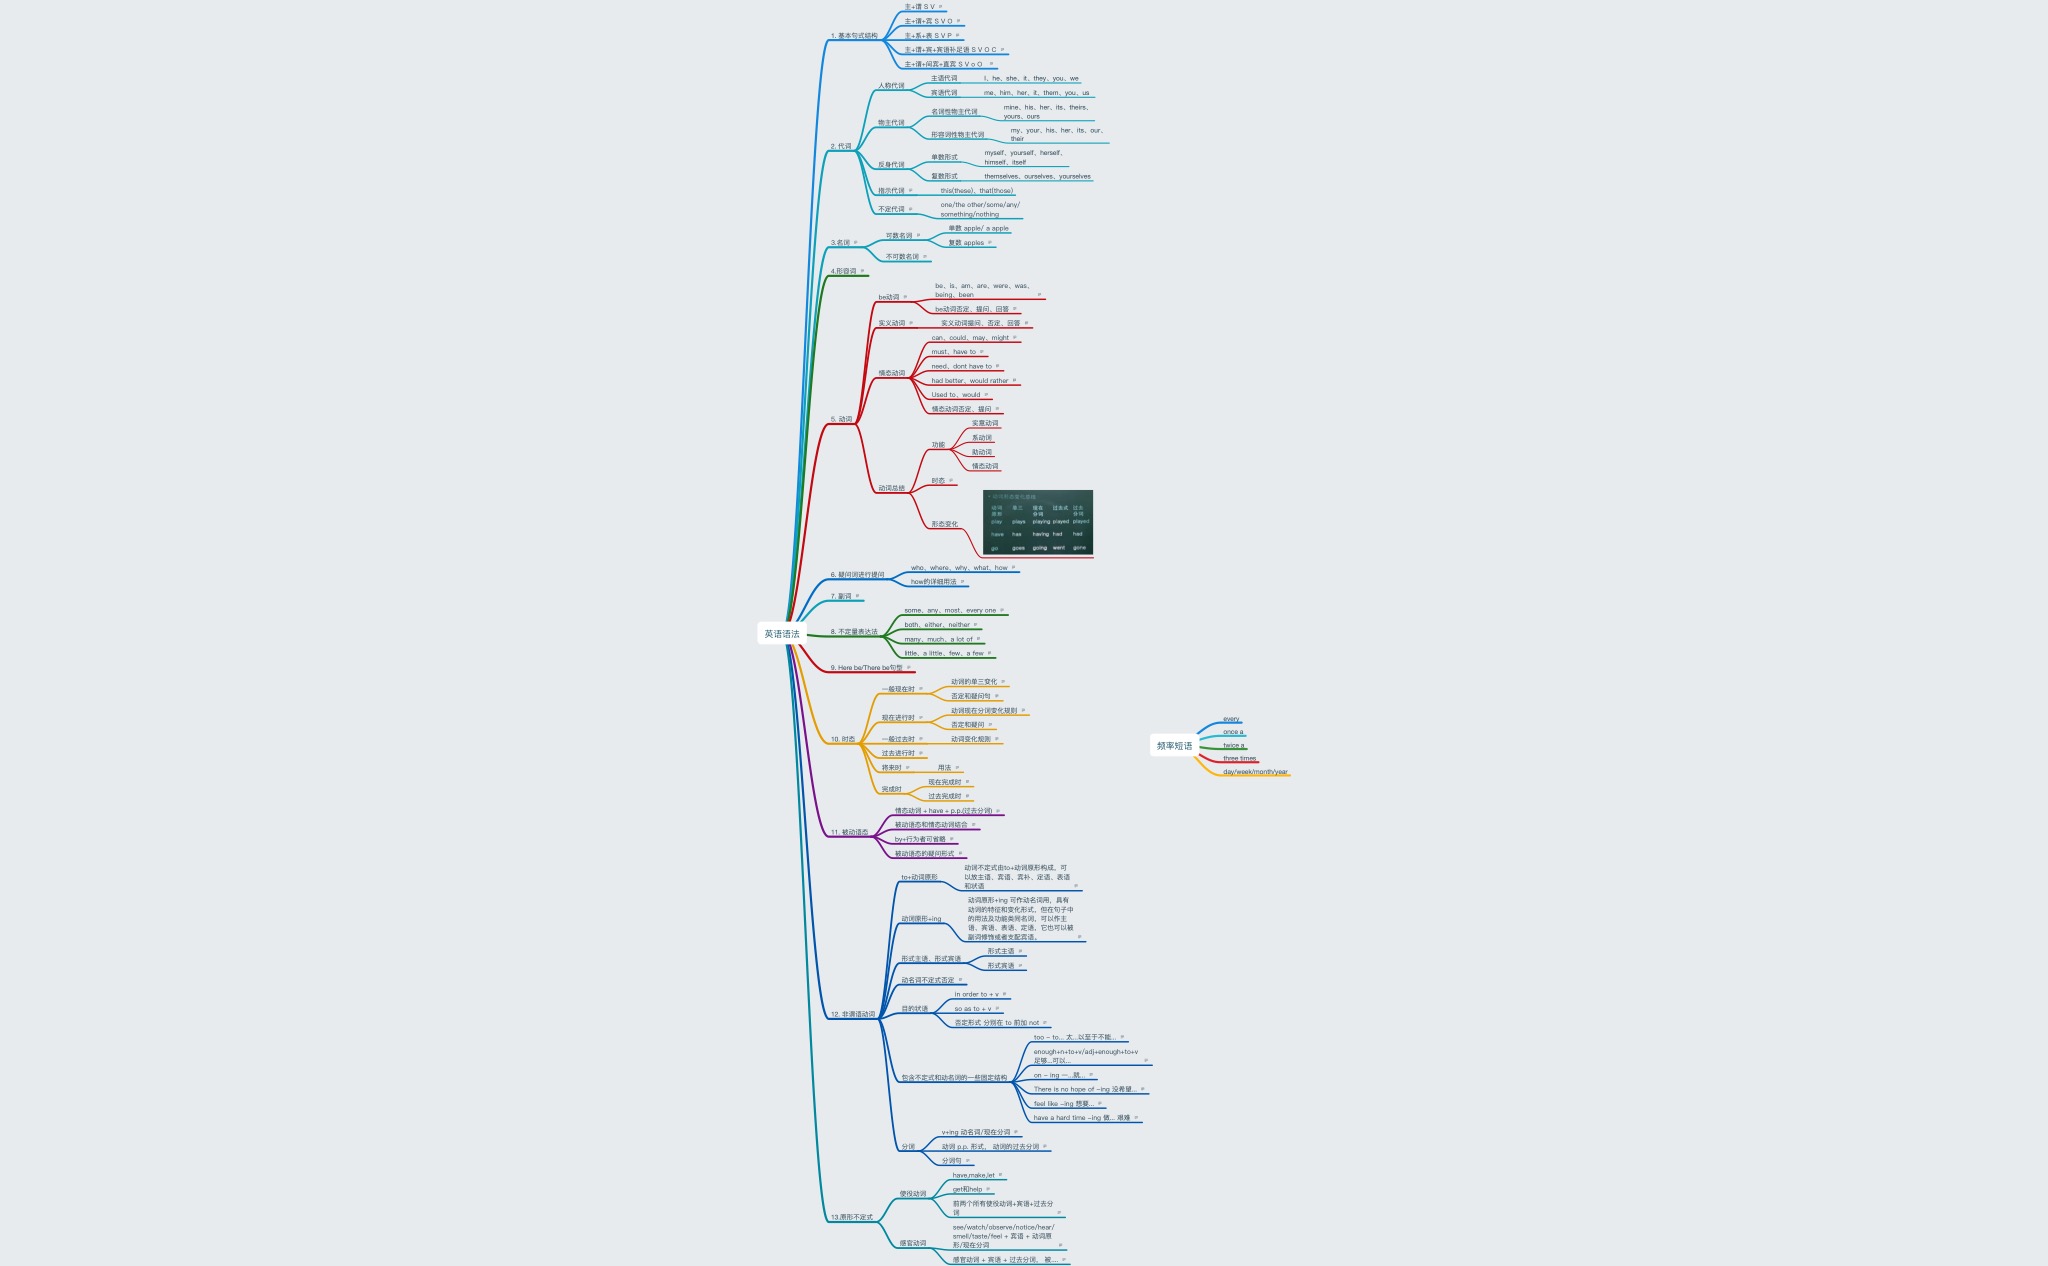 英语语法
1. 基本句式结构
主+谓 S V
主+谓+宾 S V O
主+系+表 S V P
主+谓+宾+宾语补足语 S V O C
主+谓+间宾+直宾 S V o O
2. 代词
人称代词
主语代词
I、he、she、it、they、you、we
宾语代词
me、him、her、it、them、you、us
物主代词
名词性物主代词
mine、his、her、its、theirs、
yours、ours
形容词性物主代词
my、your、his、her、its、our、
their
反身代词
单数形式
myself、yourself、herself、
himself、itself
复数形式
themselves、ourselves、yourselves
指示代词
this(these)、that(those)
不定代词
one/the other/some/any/
something/nothing
3.名词
可数名词
单数 apple/ a apple
复数 apples
不可数名词
4.形容词
5. 动词
be动词
be、is、am、are、were、was、
being、been
be动词否定、提问、回答
实义动词
实义动词提问、否定、回答
情态动词
can、could、may、might
must、have to
need、dont have to
had better、would rather
Used to、would
情态动词否定、提问
动词总结
功能
实意动词
系动词
助动词
情态动词
时态
形态变化
动词 第三 现在 过去式 过去
原形 分词 分词
play plays playing played played
have has having had had
go goes going went gone
6. 疑问词进行提问
who、where、why、what、how
how的详细用法
7. 副词
8. 不定量表达法
some、any、most、every one
both、either、neither
many、much、a lot of
little、a little、few、a few
9. Here be/There be句型
10. 时态
一般现在时
动词的单三变化
否定和疑问句
现在进行时
动词现在分词变化规则
否定和疑问
一般过去时
动词变化规则
过去进行时
将来时
用法
完成时
现在完成时
过去完成时
11. 被动语态
情态动词 + have + p.p.(过去分词)
被动语态和情态动词结合
by+行为者可省略
被动语态的疑问形式
12. 非谓语动词
to+动词原形
动词不定式由to+动词原形构成，可
以放主语、宾语、宾补、定语、表语
和状语
动词原形+ing
动词原形+ing 可作动名词用，具有
动词的特征和变化形式，但在句子中
的用法及功能类同名词，可以作主
语、宾语、表语、定语，它也可以被
副词修饰或者支配宾语。
形式主语、形式宾语
形式主语
形式宾语
动名词不定式否定
目的状语
in order to + v
so as to + v
否定形式 分别在 to 前加 not
包含不定式和动名词的一些固定结构
too - to... 太...以至于不能...
enough+n+to+v/adj+enough+to+v
足够...可以...
on - ing 一...就...
There is no hope of -ing 没希望...
feel like -ing 想要...
have a hard time -ing 做... 艰难
分词
v+ing 动名词/现在分词
动词 p.p. 形式， 动词的过去分词
分词句
13.原形不定式
使役动词
have,make,let
get和help
前两个所有使役动词+宾语+过去分
词
感官动词
see/watch/observe/notice/hear/
smell/taste/feel + 宾语 + 动词原
形/现在分词
感官动词 + 宾语 + 过去分词， 被....
频率短语
every
once a
twice a
three times
day/week/month/year